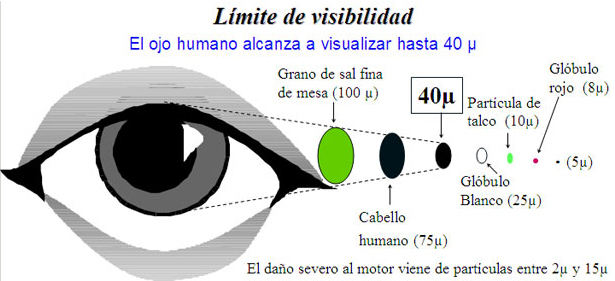 Límite de visibilidad
El ojo humano alcanza a visualizar hasta 40 µ
Grano de sal fina
de mesa (100 µ)
40µ
Partícula de
talco (10µ)
Glóbulo
rojo (8µ)
(5µ)
Glóbulo
Blanco (25µ)
Cabello
humano (75µ)
El daño severo al motor viene de partículas entre 2µ y 15µ